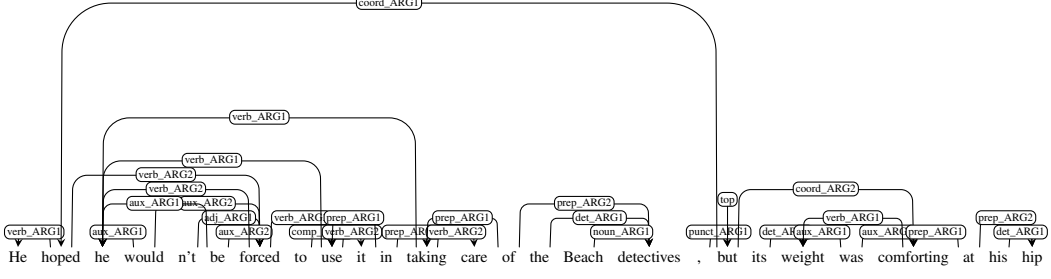 coord_ARG1
verb_ARG1
verb_ARG1
verb_ARG2
verb_ARG2
aux_ARG1 aux_ARG2 prep_ARG2
top coord_ARG2
adj_ARG1 prep_ARG1 prep_ARG1 det_ARG1 verb_ARG1 prep_ARG2
verb_ARG1 aux_ARG1 aux_ARG2 verb_ARG2 verb_ARG2 noun_ARG1 punct_ARG1 aux_ARG1 prep_ARG1 det_ARG1
He hoped he would n't be forced to use it in taking care of the Beach detectives , but its weight was comforting at his hip